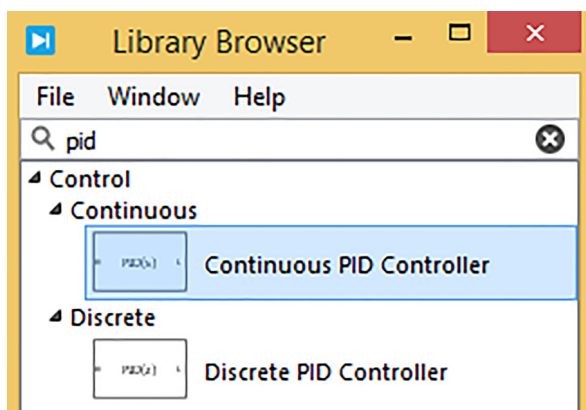 Library Browser
File Window Help
pid
Control
Continuous
PID(s)
Continuous PID Controller
Discrete
PID(z)
Discrete PID Controller